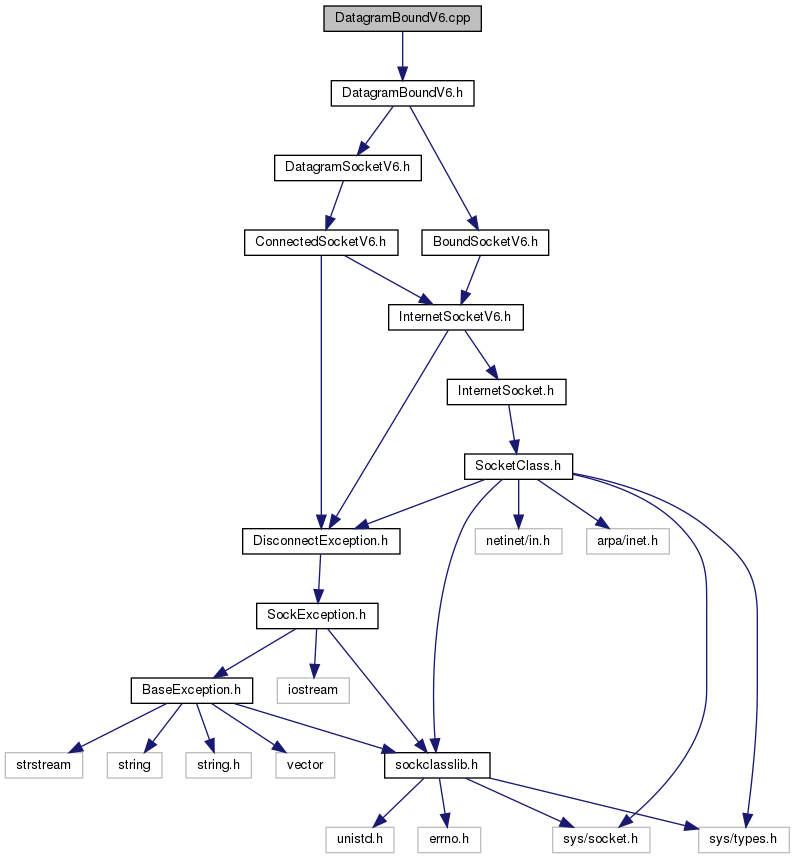 DatagramBoundV6.cpp
DatagramBoundV6.h
DatagramSocketV6.h
ConnectedSocketV6.h
BoundSocketV6.h
InternetSocketV6.h
InternetSocket.h
SocketClass.h
DisconnectException.h
netinet/in.h
arpa/inet.h
SockException.h
BaseException.h
iostream
strstream
string
string.h
vector
sockclasslib.h
unistd.h
errno.h
sys/socket.h
sys/types.h